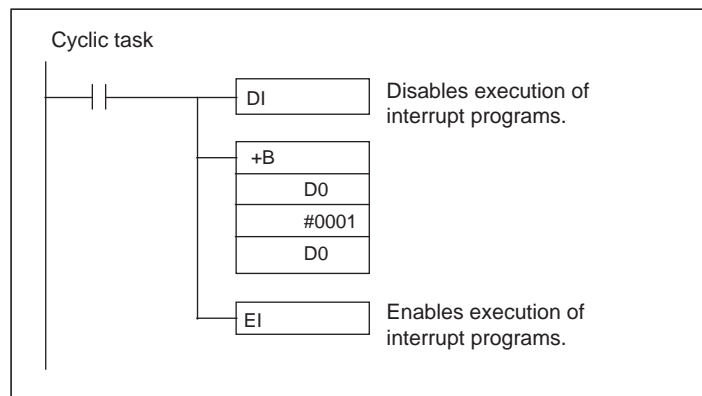 Cyclic task
DI
Disables execution of
interrupt programs.
+B
D0
#0001
D0
EI
Enables execution of
interrupt programs.